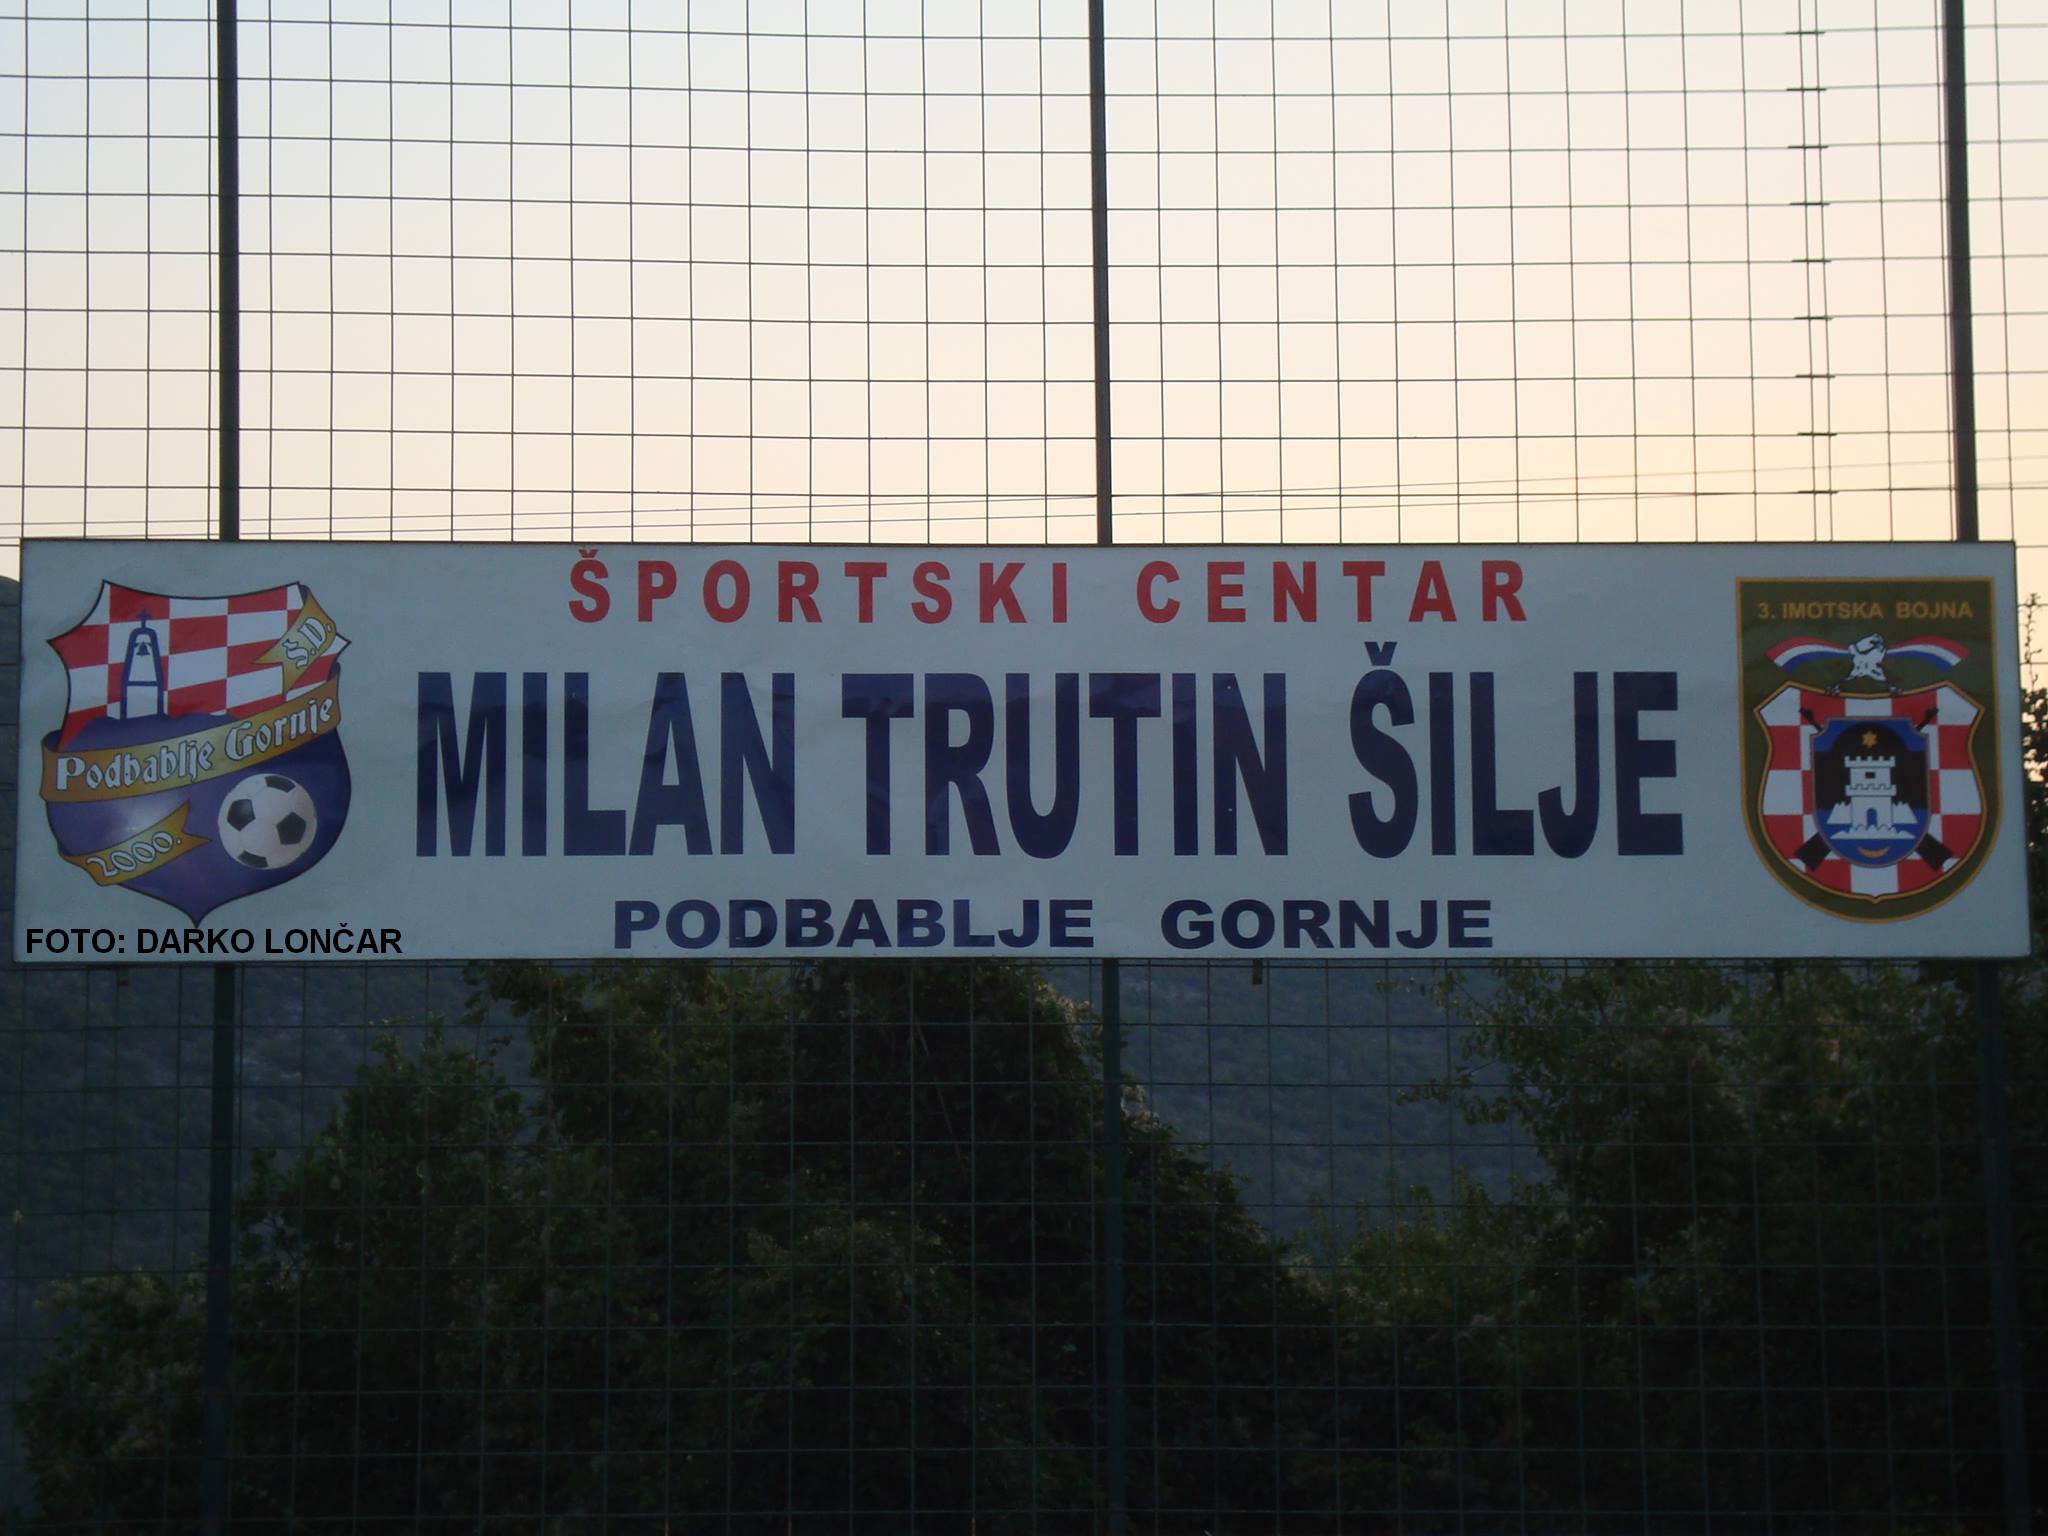 ŠPORTSKI CENTAR
MILAN TRUTIN ŠILJE
PODBABLJE GORNJE
Š.D.
Podbablje Gornje
2000.
3. IMOTSKA BOJNA
FOTO: DARKO LONČAR